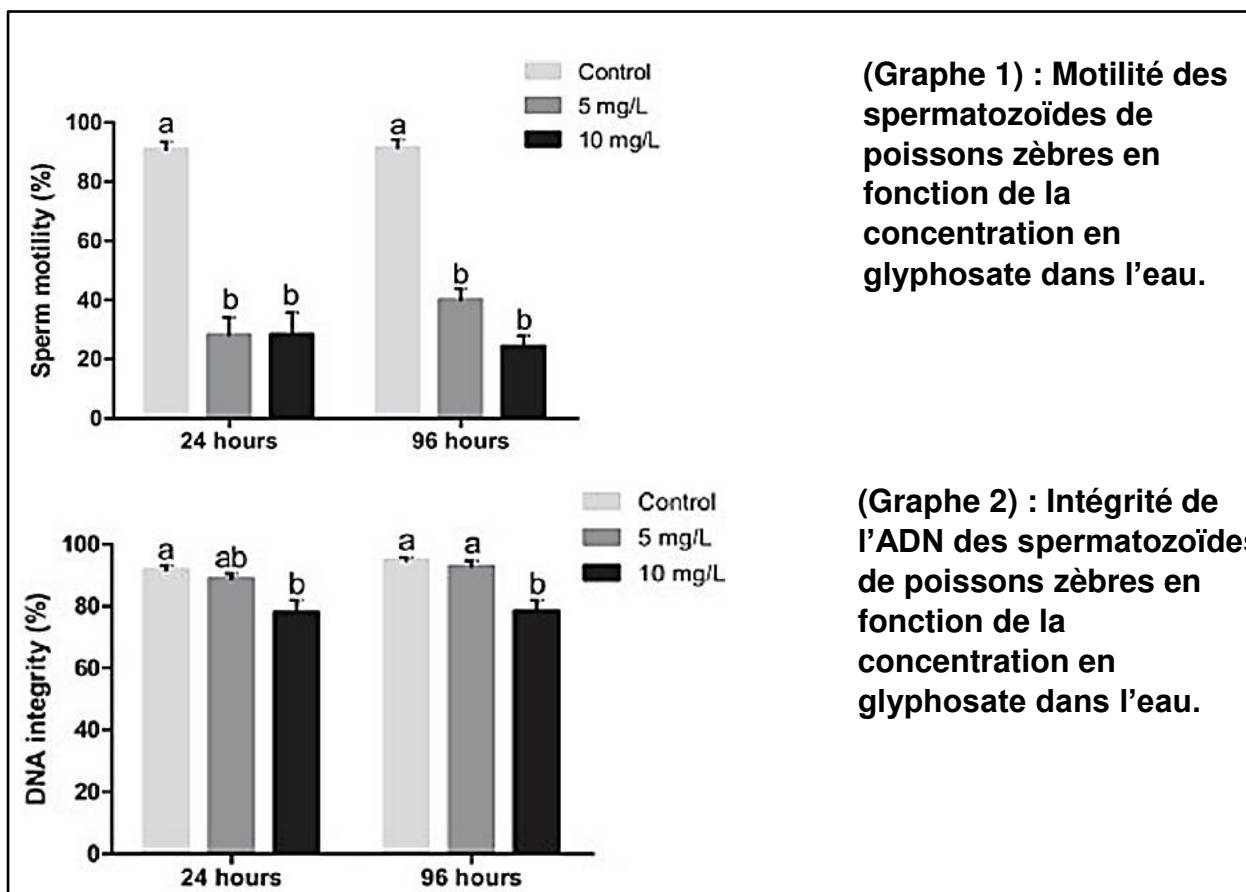 Control
5 mg/L
10 mg/L
Sperm motility (%)
100
80
60
40
20
0
a
b
b
a
b
b
24 hours
96 hours
(Graphe 1) : Motilité des
spermatozoïdes de
poissons zèbres en
fonction de la
concentration en
glyphosate dans l’eau.
Control
5 mg/L
10 mg/L
DNA integrity (%)
100
80
60
40
20
0
a
ab
b
a
a
b
24 hours
96 hours
(Graphe 2) : Intégrité de
l’ADN des spermatozoïdes
de poissons zèbres en
fonction de la
concentration en
glyphosate dans l’eau.